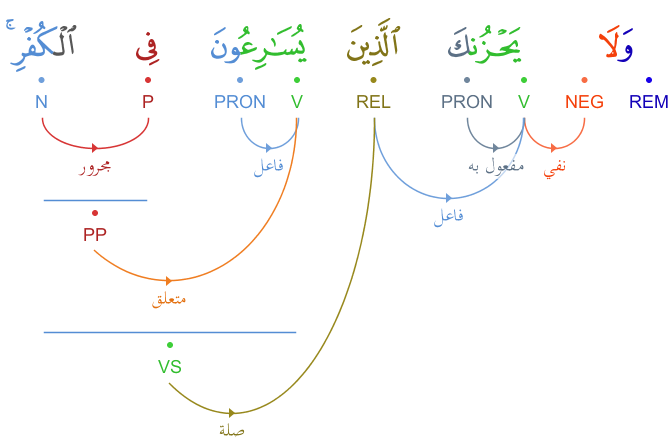 وَلَا يَحْزُنكَ ٱلَّذِينَ يُسَـٰرِعُونَ فِى ٱلْكُفْرِ ۚ
REM NEG V PRON REL V PRON P N
نفي مفعول به فاعل مجرور
فاعل
PP
متعلق
VS
صلة